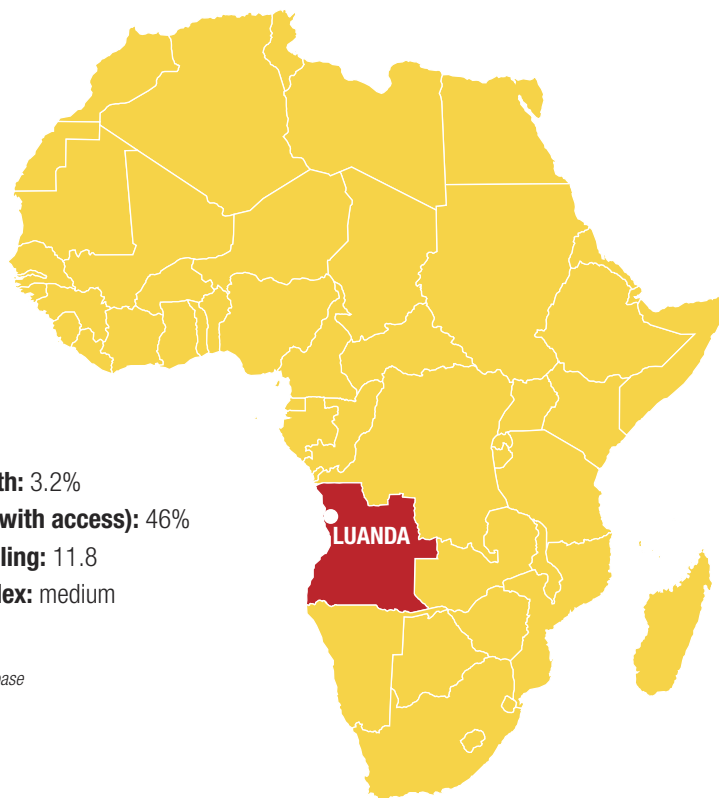 th: 3.2%
with access): 46%
LUANDA
ling: 11.8
lex: medium
ase